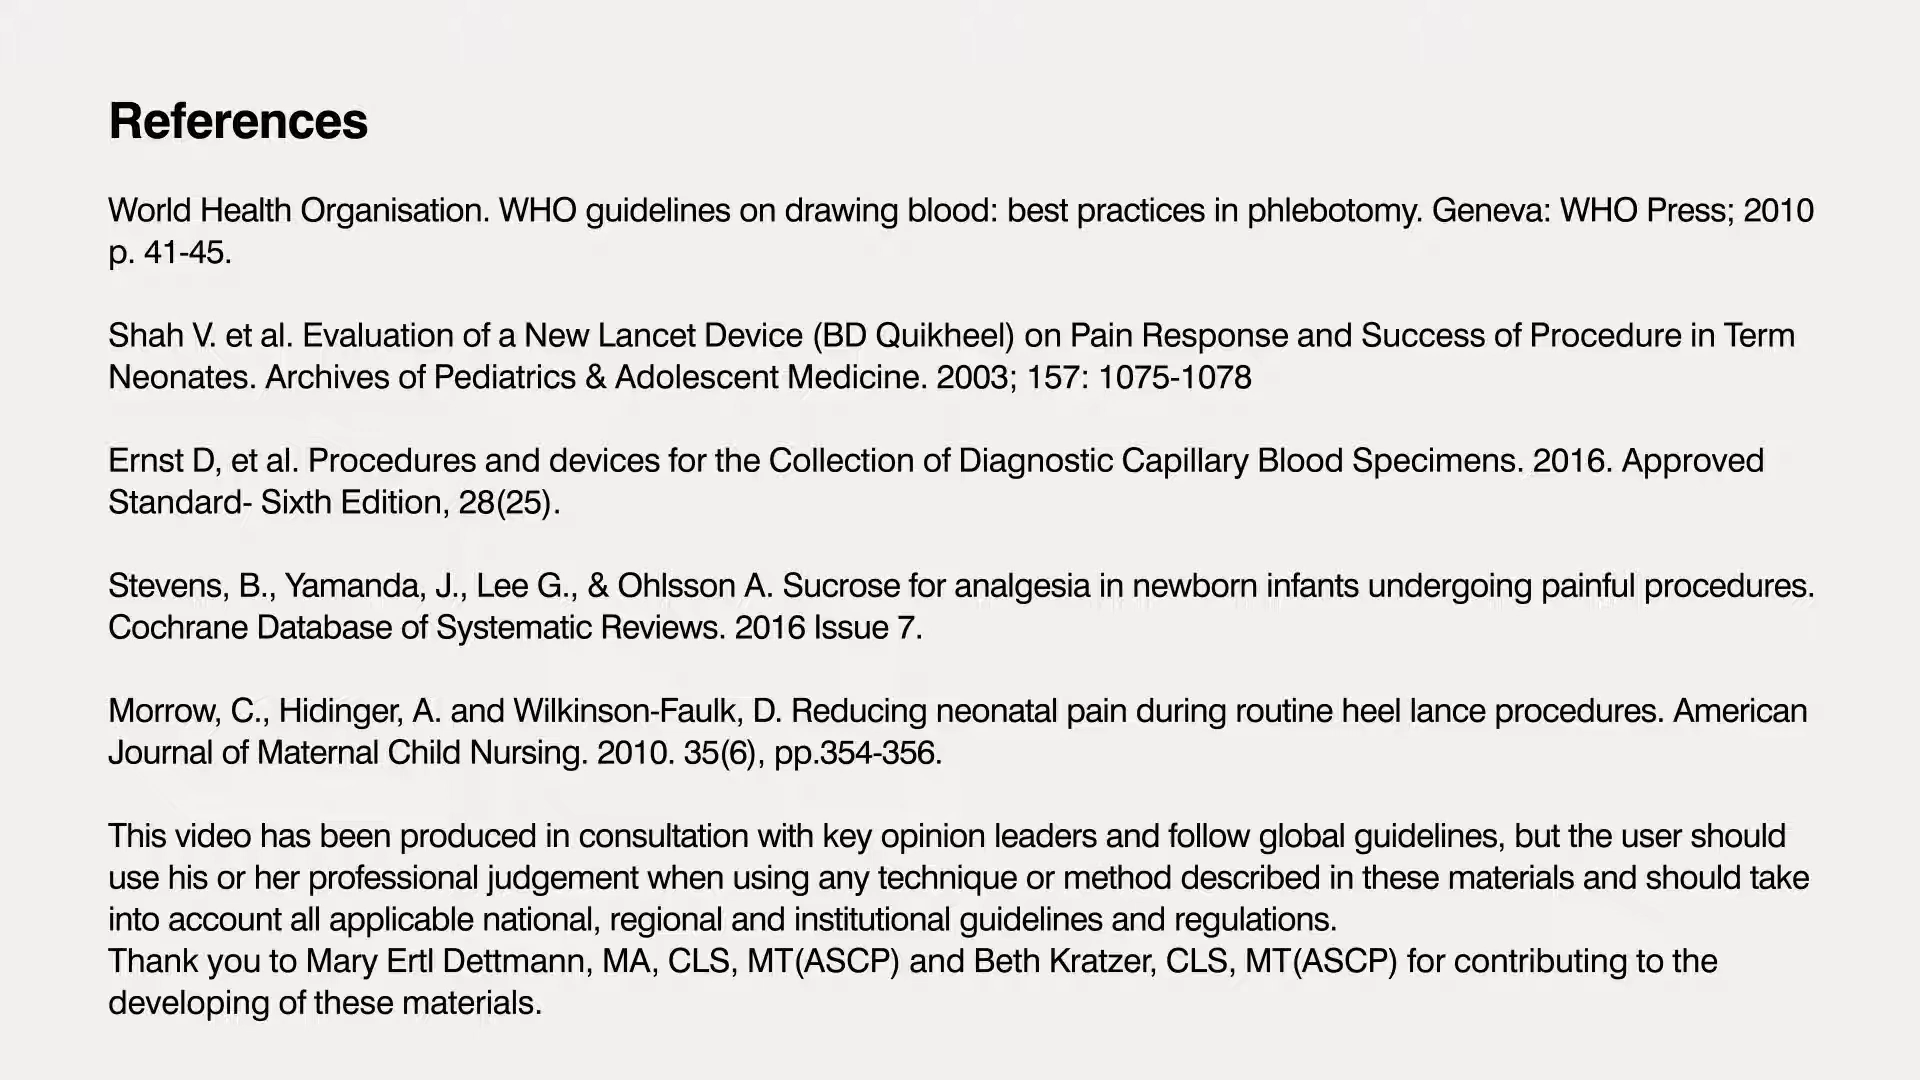 References
World Health Organisation. WHO guidelines on drawing blood: best practices in phlebotomy. Geneva: WHO Press; 2010
p. 41-45.
Shah V. et al. Evaluation of a New Lancet Device (BD Quikheel) on Pain Response and Success of Procedure in Term
Neonates. Archives of Pediatrics & Adolescent Medicine. 2003; 157: 1075-1078
Ernst D, et al. Procedures and devices for the Collection of Diagnostic Capillary Blood Specimens. 2016. Approved
Standard- Sixth Edition, 28(25).
Stevens, B., Yamanda, J., Lee G., & Ohlsson A. Sucrose for analgesia in newborn infants undergoing painful procedures.
Cochrane Database of Systematic Reviews. 2016 Issue 7.
Morrow, C., Hidinger, A. and Wilkinson-Faulk, D. Reducing neonatal pain during routine heel lance procedures. American
Journal of Maternal Child Nursing. 2010. 35(6), pp.354-356.
This video has been produced in consultation with key opinion leaders and follow global guidelines, but the user should
use his or her professional judgement when using any technique or method described in these materials and should take
into account all applicable national, regional and institutional guidelines and regulations.
Thank you to Mary Ertl Dettmann, MA, CLS, MT(ASCP) and Beth Kratzer, CLS, MT(ASCP) for contributing to the
developing of these materials.